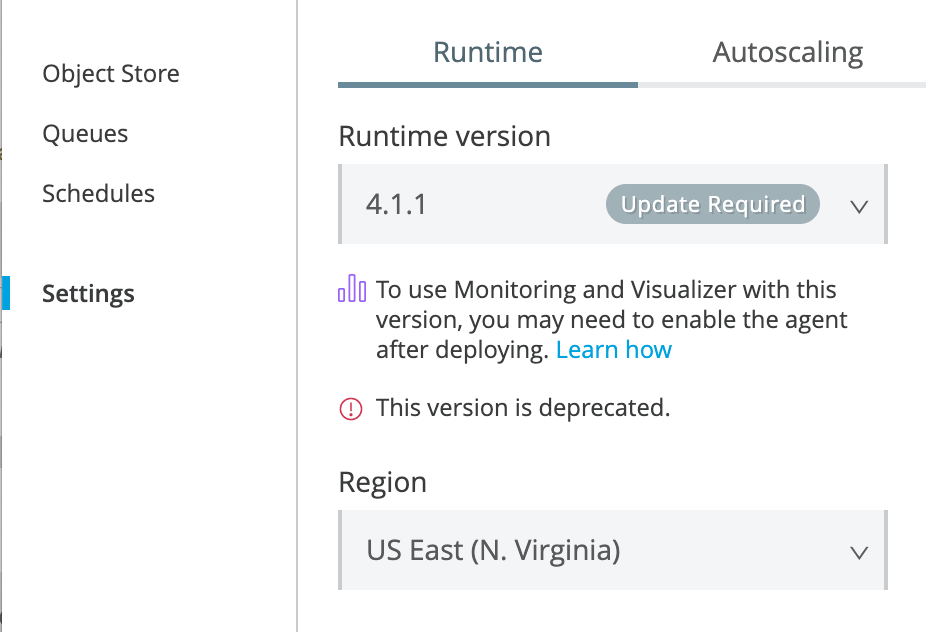 Object Store
Queues
Schedules
Settings
Runtime
Autoscaling
Runtime version
4.1.1
Update Required
To use Monitoring and Visualizer with this
version, you may need to enable the agent
after deploying. Learn how
This version is deprecated.
Region
US East (N. Virginia)